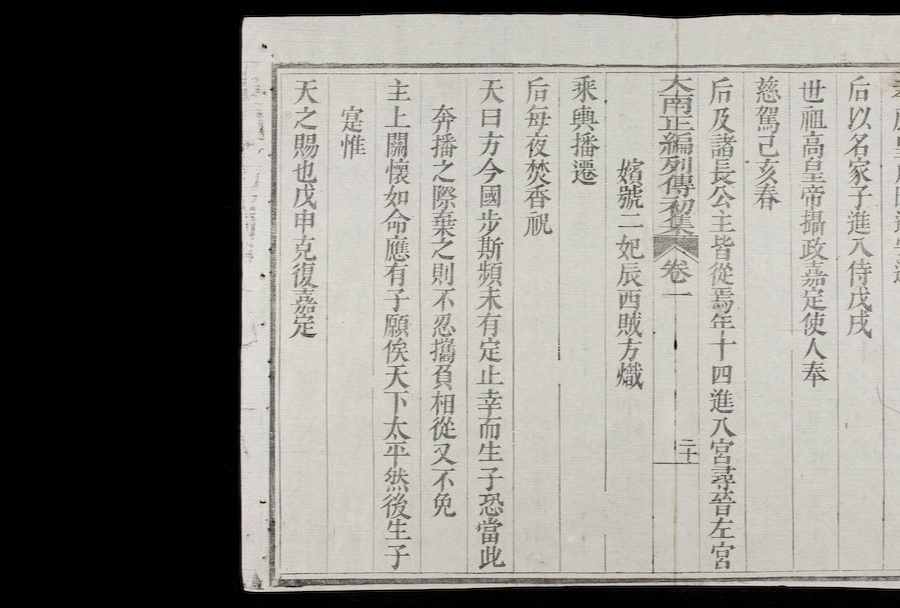 后以名家子進入侍戊戌
世祖高皇帝攝政嘉定使人奉
慈駕己亥春
后及諸長公主皆從焉年十四進入宮尋晉左宮
大南正編列傳初集 卷一 二十
嬪號二妃辰西賊方熾
乘輿播遷
后每夜焚香祝
天曰方今國步斯頻未有定止幸而生子恐當此
奔播之際棄之則不忍攜負相從又不免
主上關懷如命應有子願俟天下太平然後生子
寔惟
天之賜也戊申克復嘉定